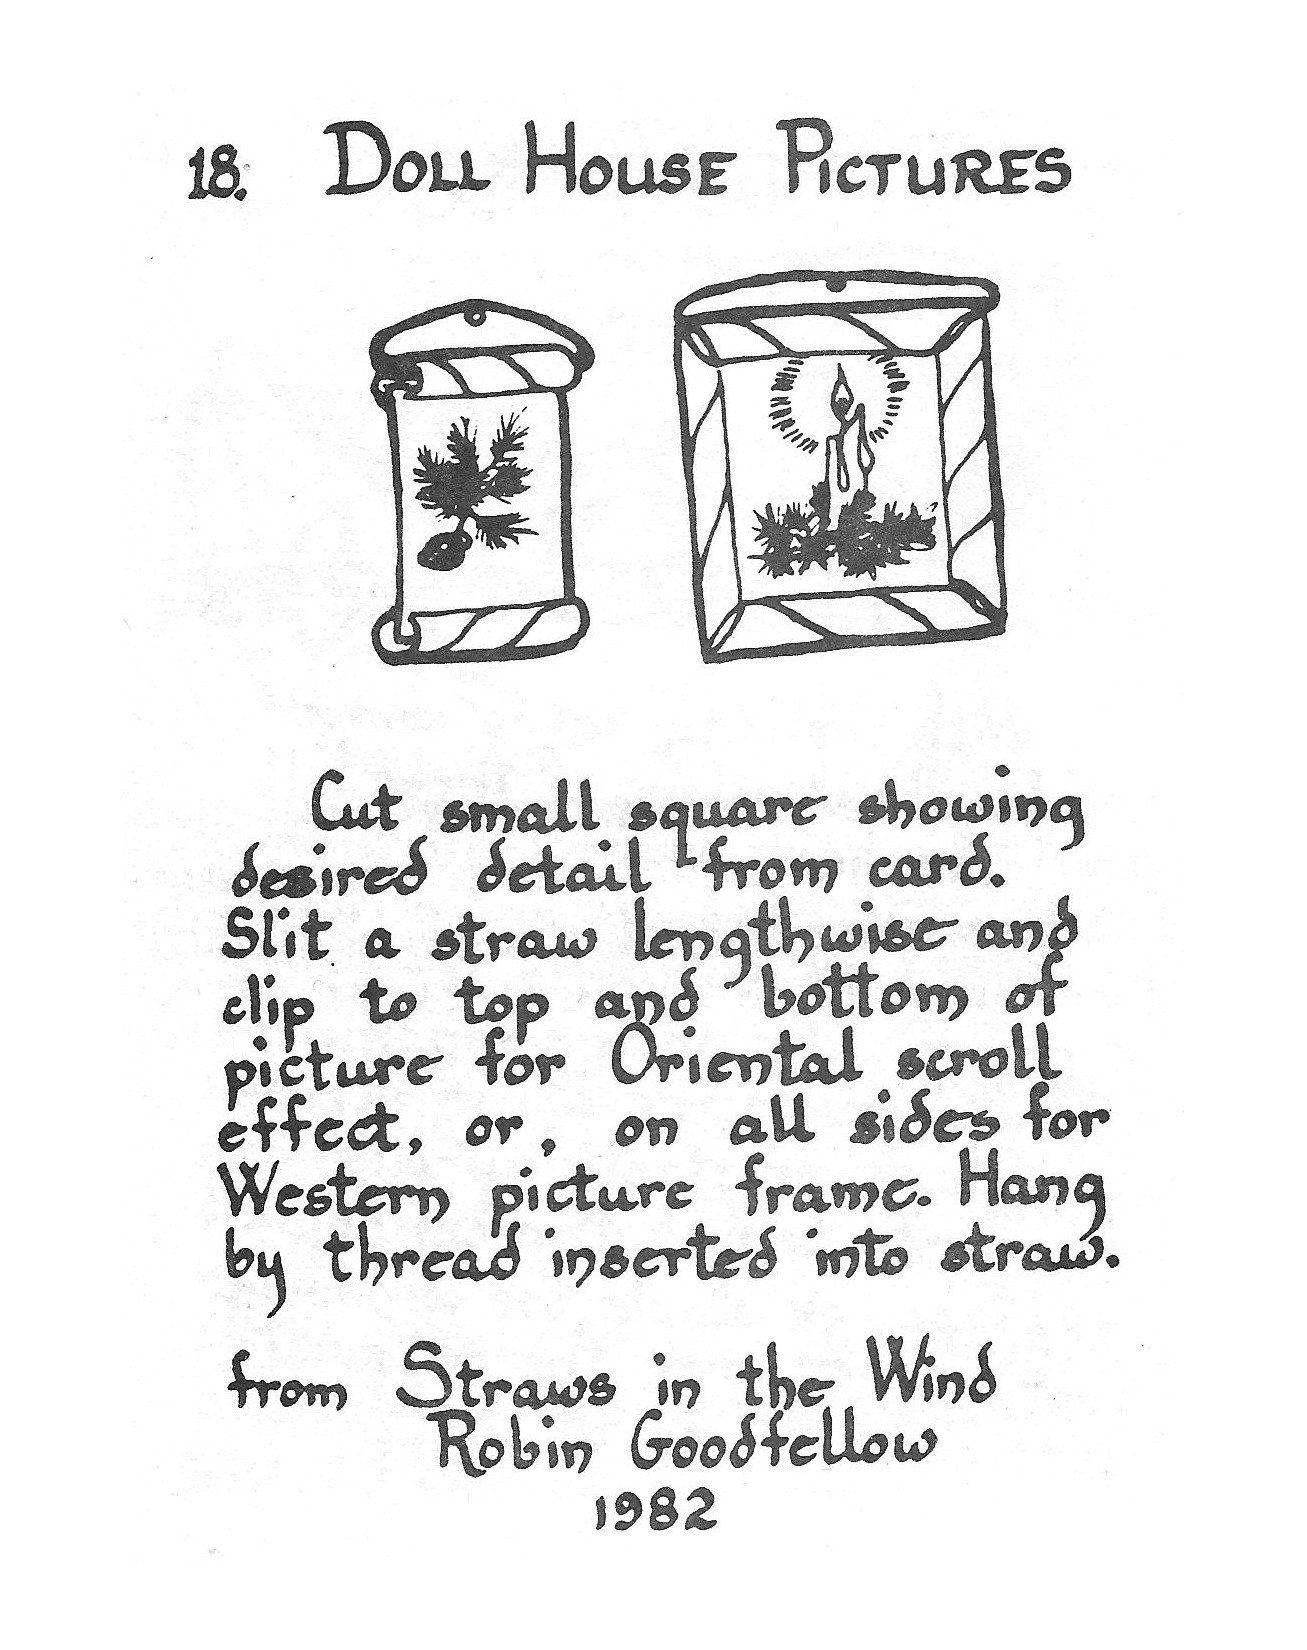 18. DOLL HOUSE PICTURES
Cut small square showing
desired detail from card.
Slit a straw lengthwise and
clip to top and bottom of
picture for Oriental scroll
effect, or, on all sides for
Western picture frame. Hang
by thread inserted into straw.
from Straws in the Wind
Robin Goodfellow
1982